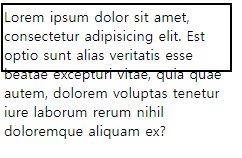 Lorem ipsum dolor sit amet,
consectetur adipisicing elit. Est
optio sunt alias veritatis esse
beatae excepturi vitae, quia quae
autem, dolorem voluptas tenetur
iure laborum rerum nihil
doloremque aliquam ex?